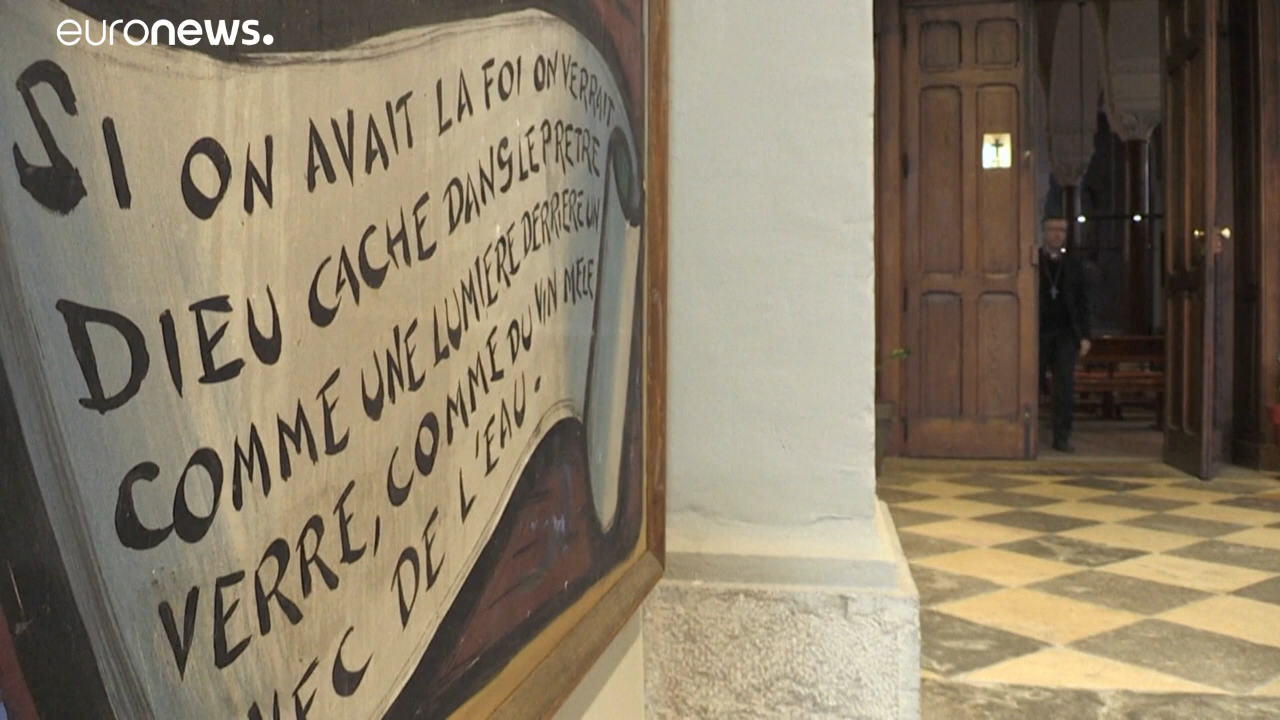 euronews.
SI ON AVAIT LA FOI ON VERRAIT
DIEU CACHE DANS LE PRETRE
COMME UNE LUMIERE DERRIERE UN
VERRE, COMME DU VIN MELE
AVEC DE L'EAU.